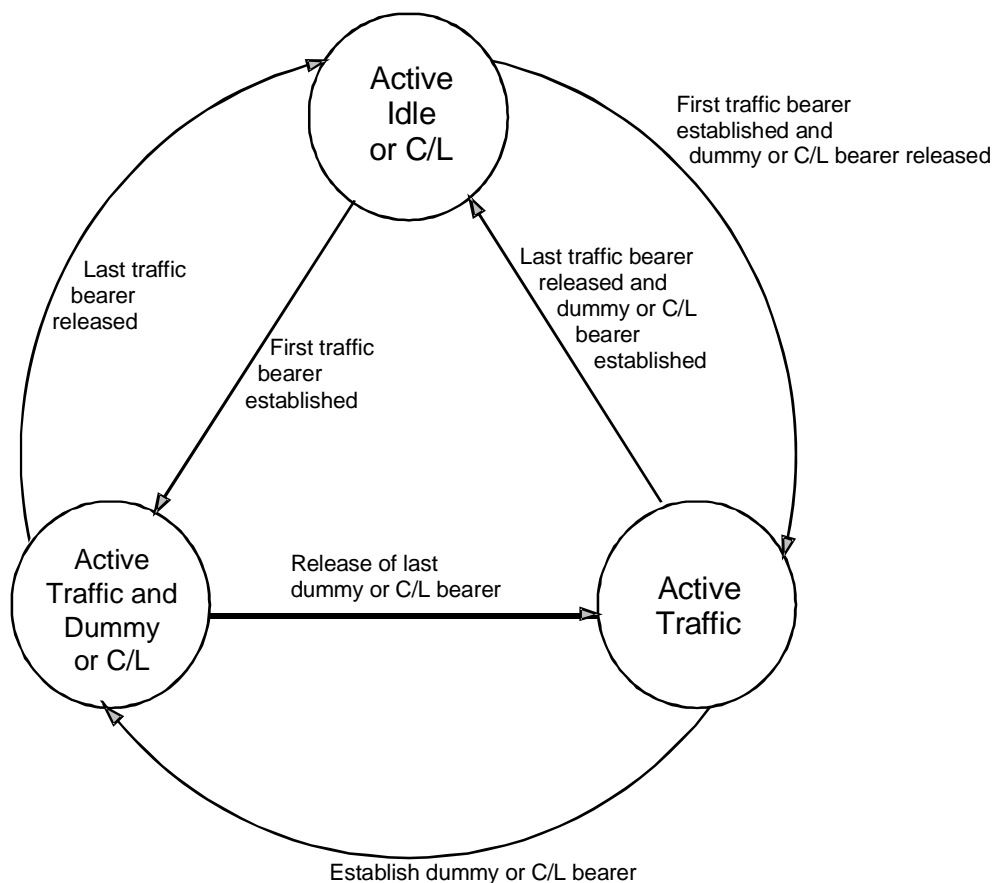 Active
Idle
or C/L
First traffic bearer
established and
dummy or C/L bearer released
Last traffic
bearer
released
Last traffic bearer
released and
dummy or C/L
bearer
established
First traffic
bearer
established
Active
Traffic and
Dummy
or C/L
Release of last
dummy or C/L bearer
Active
Traffic
Establish dummy or C/L bearer